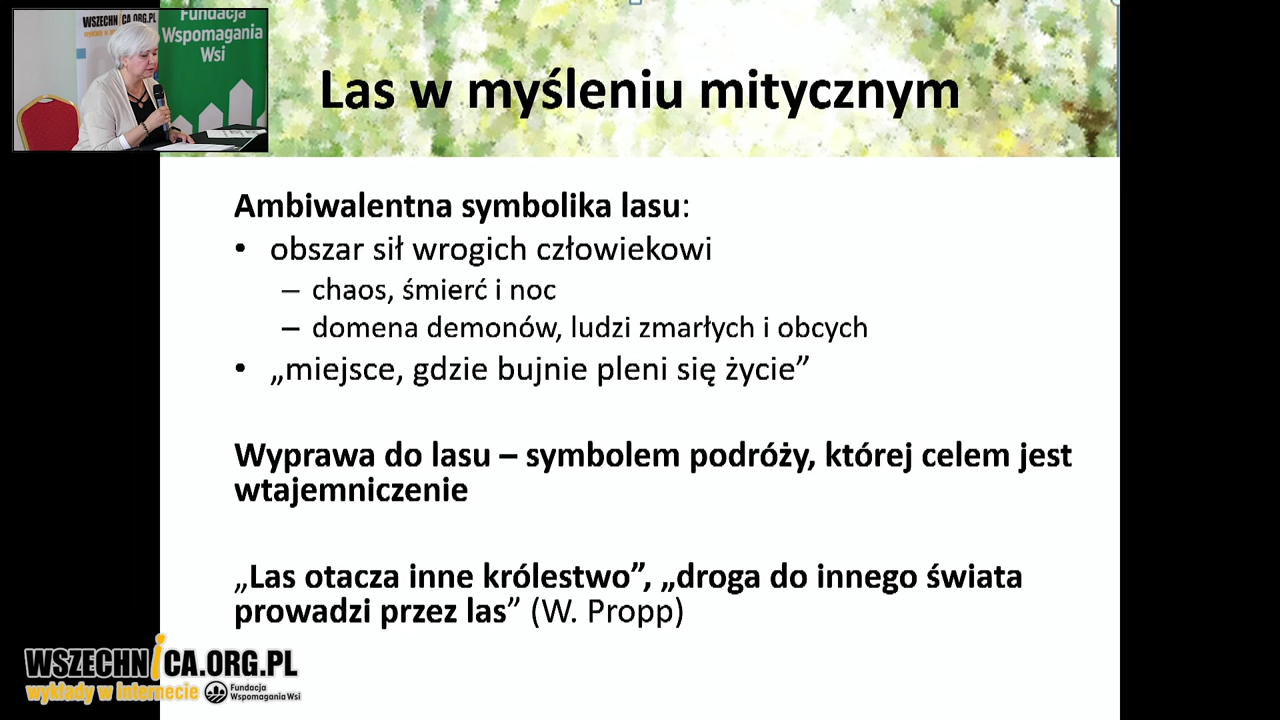 WSZECHNICA.ORG.PL
wykłady w
Fundacja
Wspomagania
Wsi
Las w myśleniu mitycznym
Ambiwalentna symbolika lasu:
• obszar sił wrogich człowiekowi
– chaos, śmierć i noc
– domena demonów, ludzi zmarłych i obcych
• „miejsce, gdzie bujnie pleni się życie”
Wyprawa do lasu – symbolem podróży, której celem jest
wtajemniczenie
„Las otacza inne królestwo”, „droga do innego świata
prowadzi przez las” (W. Propp)
WSZECHNICA.ORG.PL
wykłady w internecie
Fundacja
Wspomagania Wsi